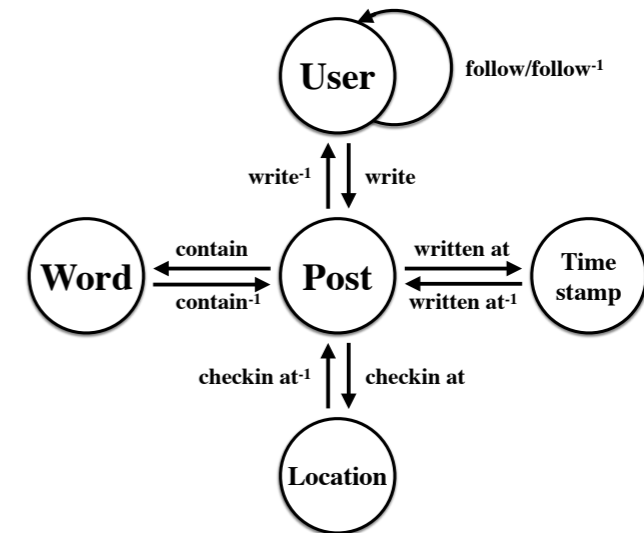 User
follow/follow⁻¹
write⁻¹
write
contain
written at
Word
Post
Time
stamp
contain⁻¹
written at⁻¹
checkin at⁻¹
checkin at
Location